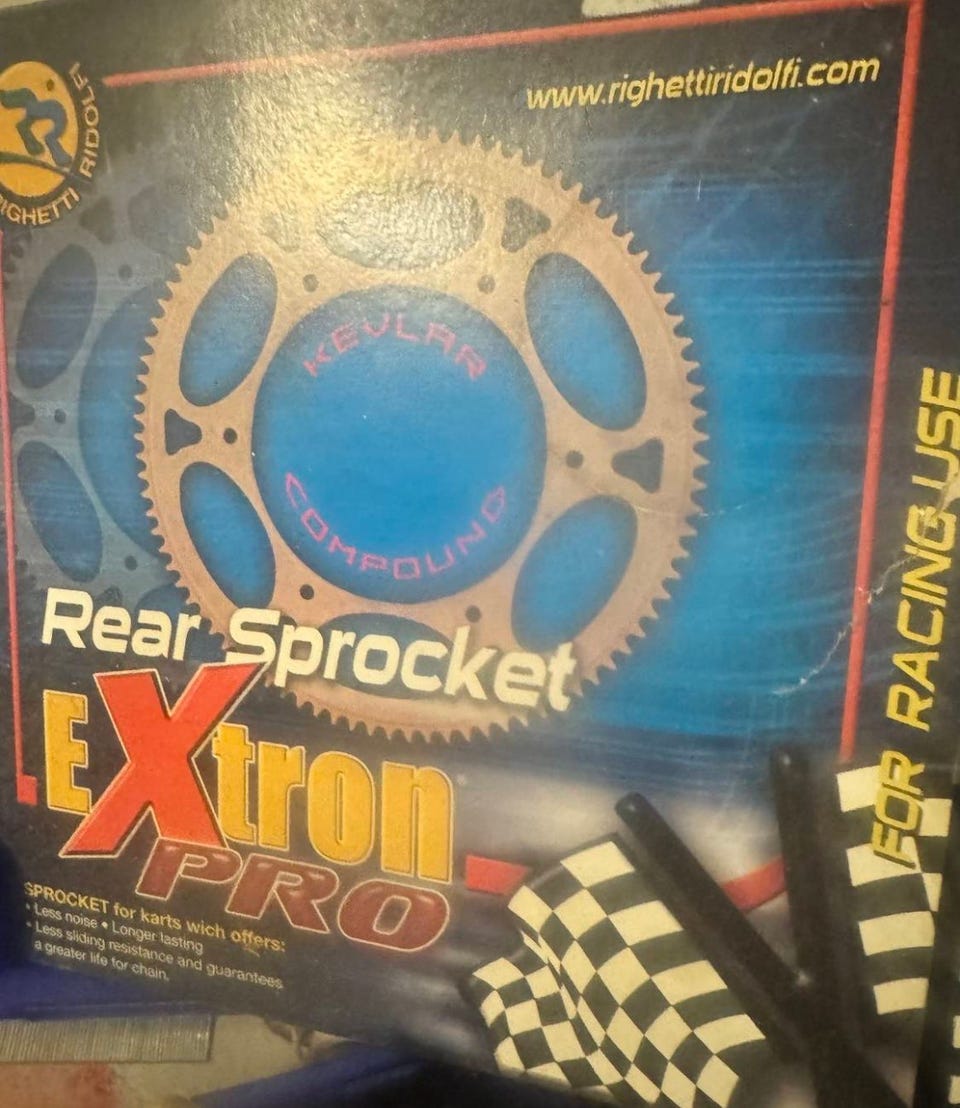 www.righettiridolfi.com
RIGHETTI RIDOLFI
KEVLAR
COMPOUND
Rear Sprocket
EXtron
PRO
SPROCKET for karts wich offers:
• Less noise • Longer lasting
• Less sliding resistance and guarantees
a greater life for chain.
FOR RACING USE